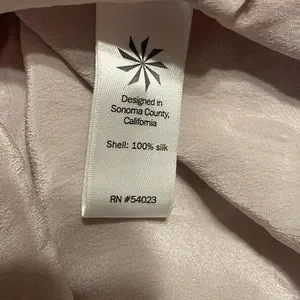 Designed in
Sonoma County,
California
Shell: 100% silk
RN #54023